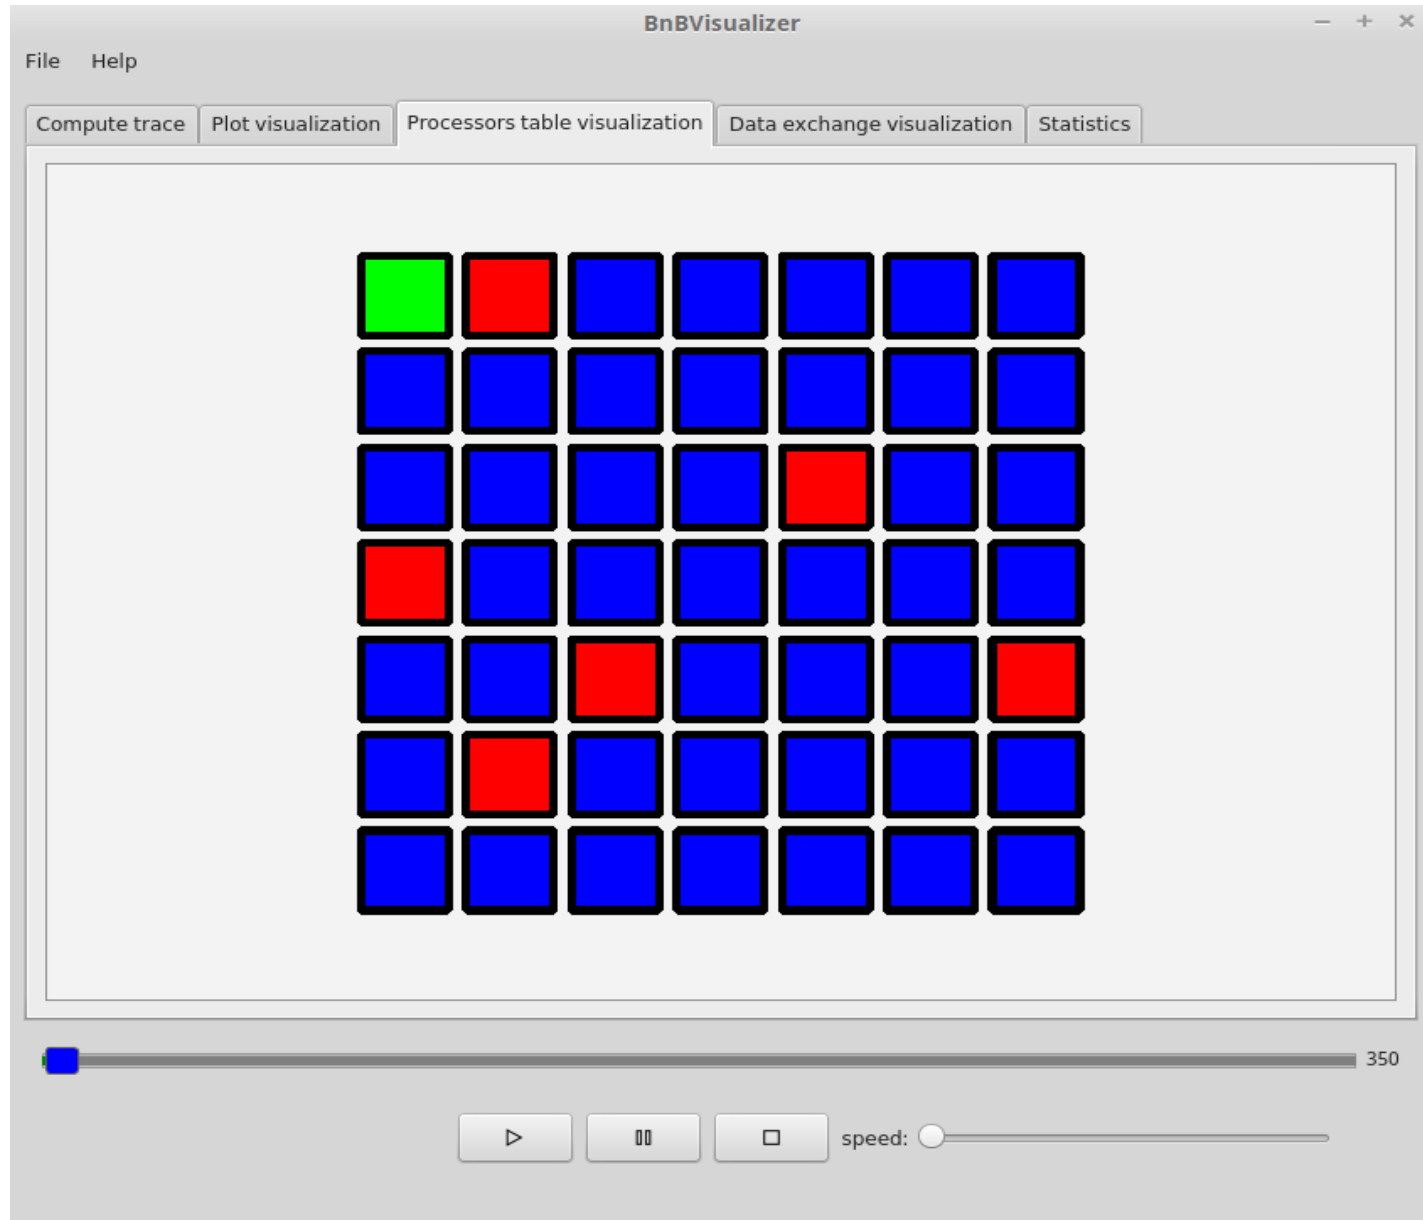 BnBVisualizer
File Help
Compute trace Plot visualization Processors table visualization Data exchange visualization Statistics
350
speed: